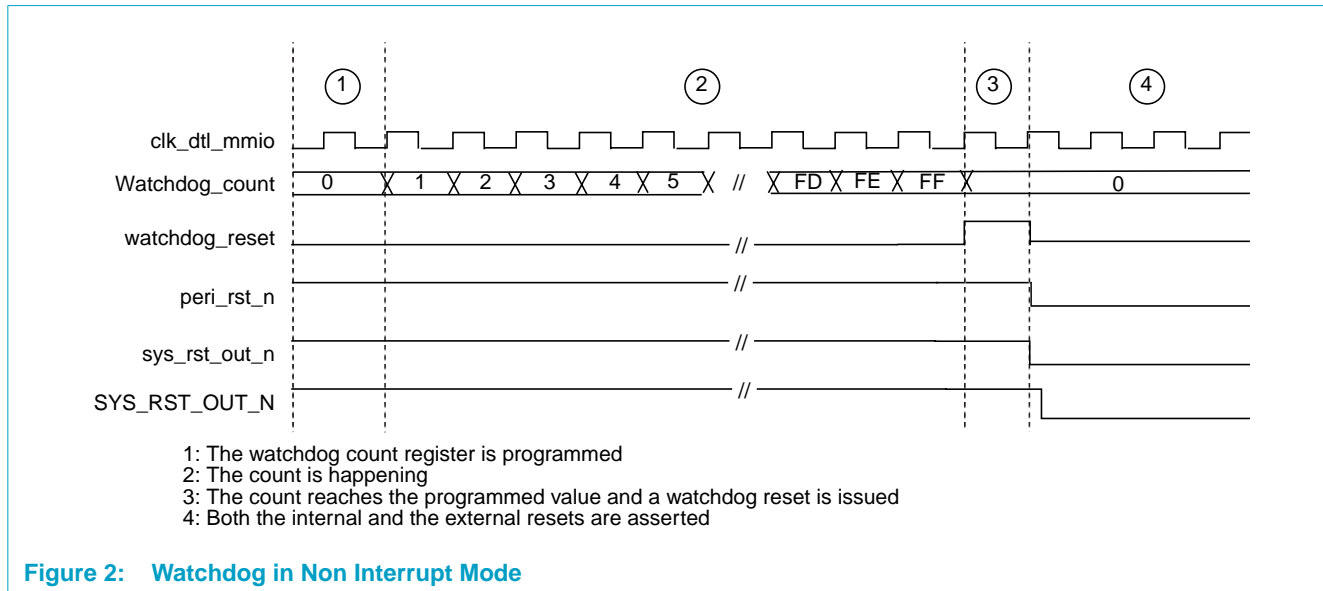 1 2 3 4
clk_dtl_mmio
Watchdog_count 0 1 2 3 4 5 // FD FE FF 0
watchdog_reset //
peri_rst_n //
sys_rst_out_n //
SYS_RST_OUT_N //
1: The watchdog count register is programmed
2: The count is happening
3: The count reaches the programmed value and a watchdog reset is issued
4: Both the internal and the external resets are asserted
Figure 2: Watchdog in Non Interrupt Mode